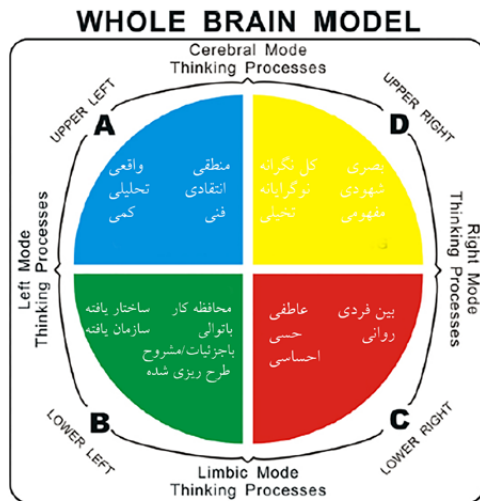 WHOLE BRAIN MODEL
Cerebral Mode
Thinking Processes
UPPER LEFT
UPPER RIGHT
A
D
منطقی واقعی
انتقادی تحلیلی
فنی کمی
بصری کل نگرانه
شهودی نوگرایانه
مفهومی تخیلی
Left Mode
Thinking Processes
Right Mode
Thinking Processes
محافظه کار ساختار یافته
باتوالی سازمان یافته
باجزئیات/مشروح
طرح ریزی شده
بین فردی عاطفی
روانی حسی
احساسی
B
C
LOWER LEFT
LOWER RIGHT
Limbic Mode
Thinking Processes